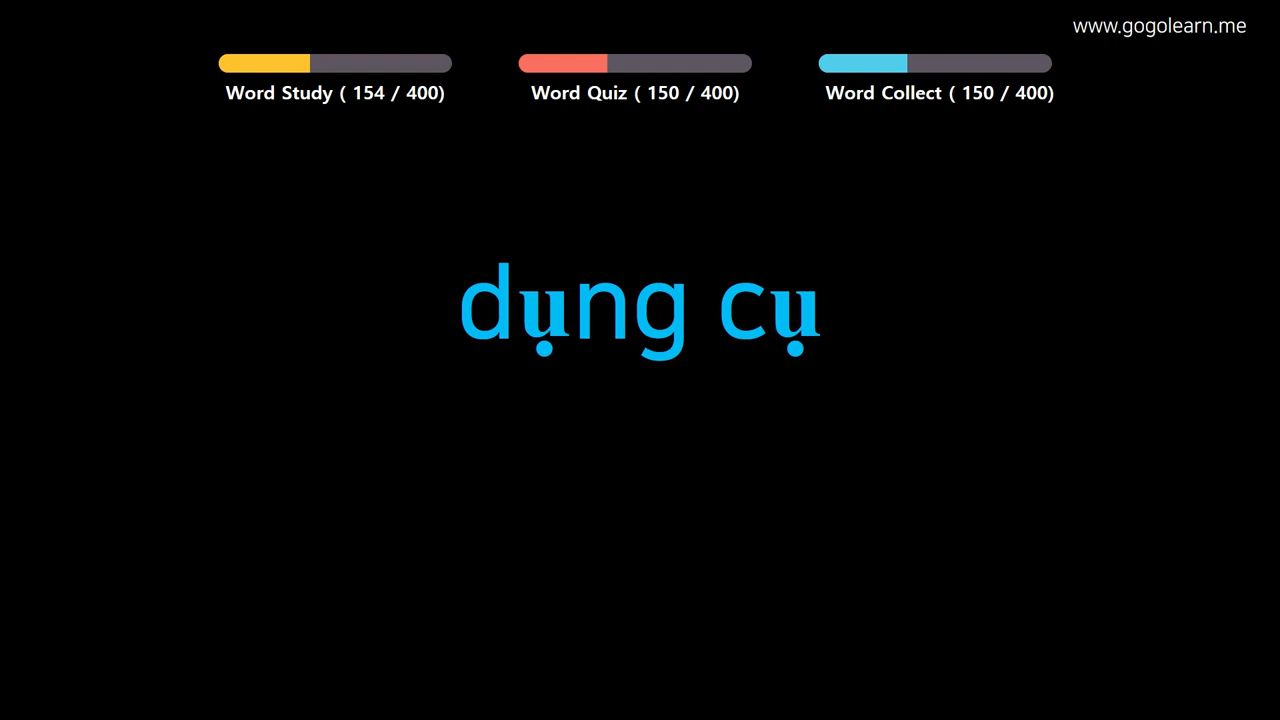 www.gogolearn.me
Word Study ( 154 / 400)
Word Quiz ( 150 / 400)
Word Collect ( 150 / 400)
dụng cụ